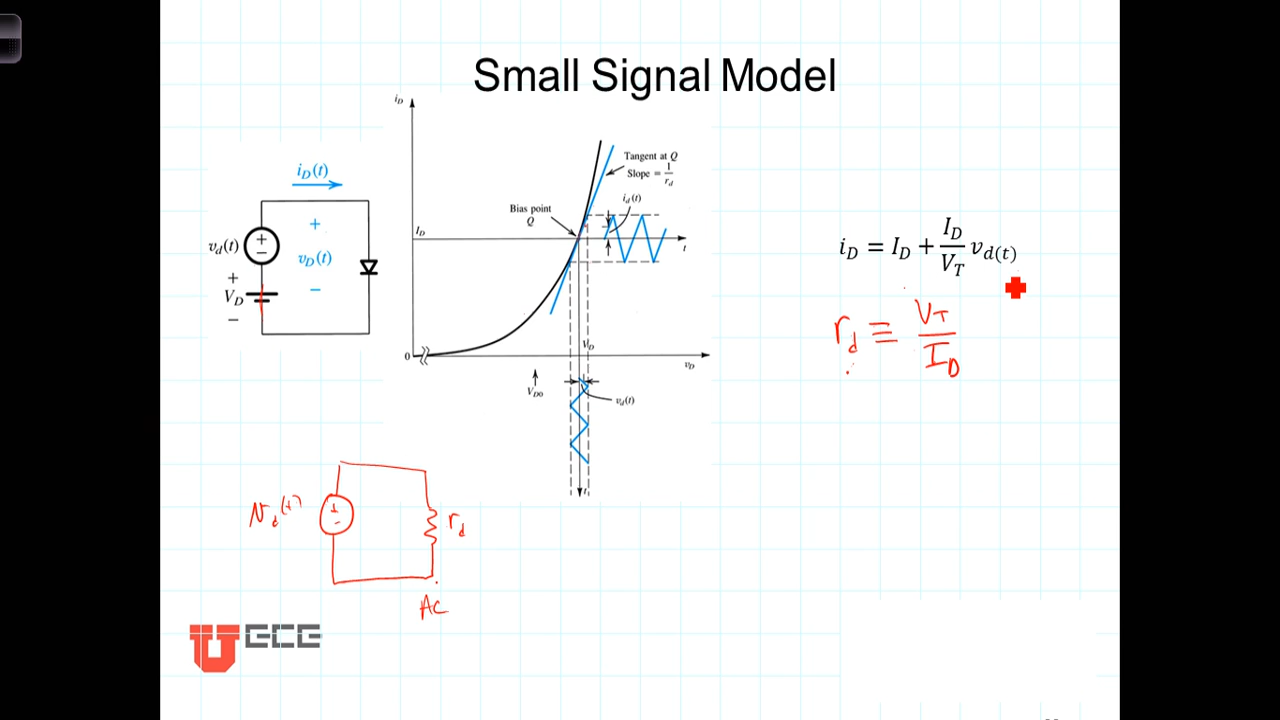 Small Signal Model
i_D
i_D(t)
+
v_d(t)
+
−
v_D(t)
+
V_D
−
−
Tangent at Q
Slope = 1/r_d
i_d(t)
Bias point
Q
I_D
t
0
V_D
v_D
V_D0
v_d(t)
t
i_D = I_D + I_D/V_T v_d(t)
r_d ≡ V_T/I_D
v_d(t)
+
-
r_d
AC
U ECE